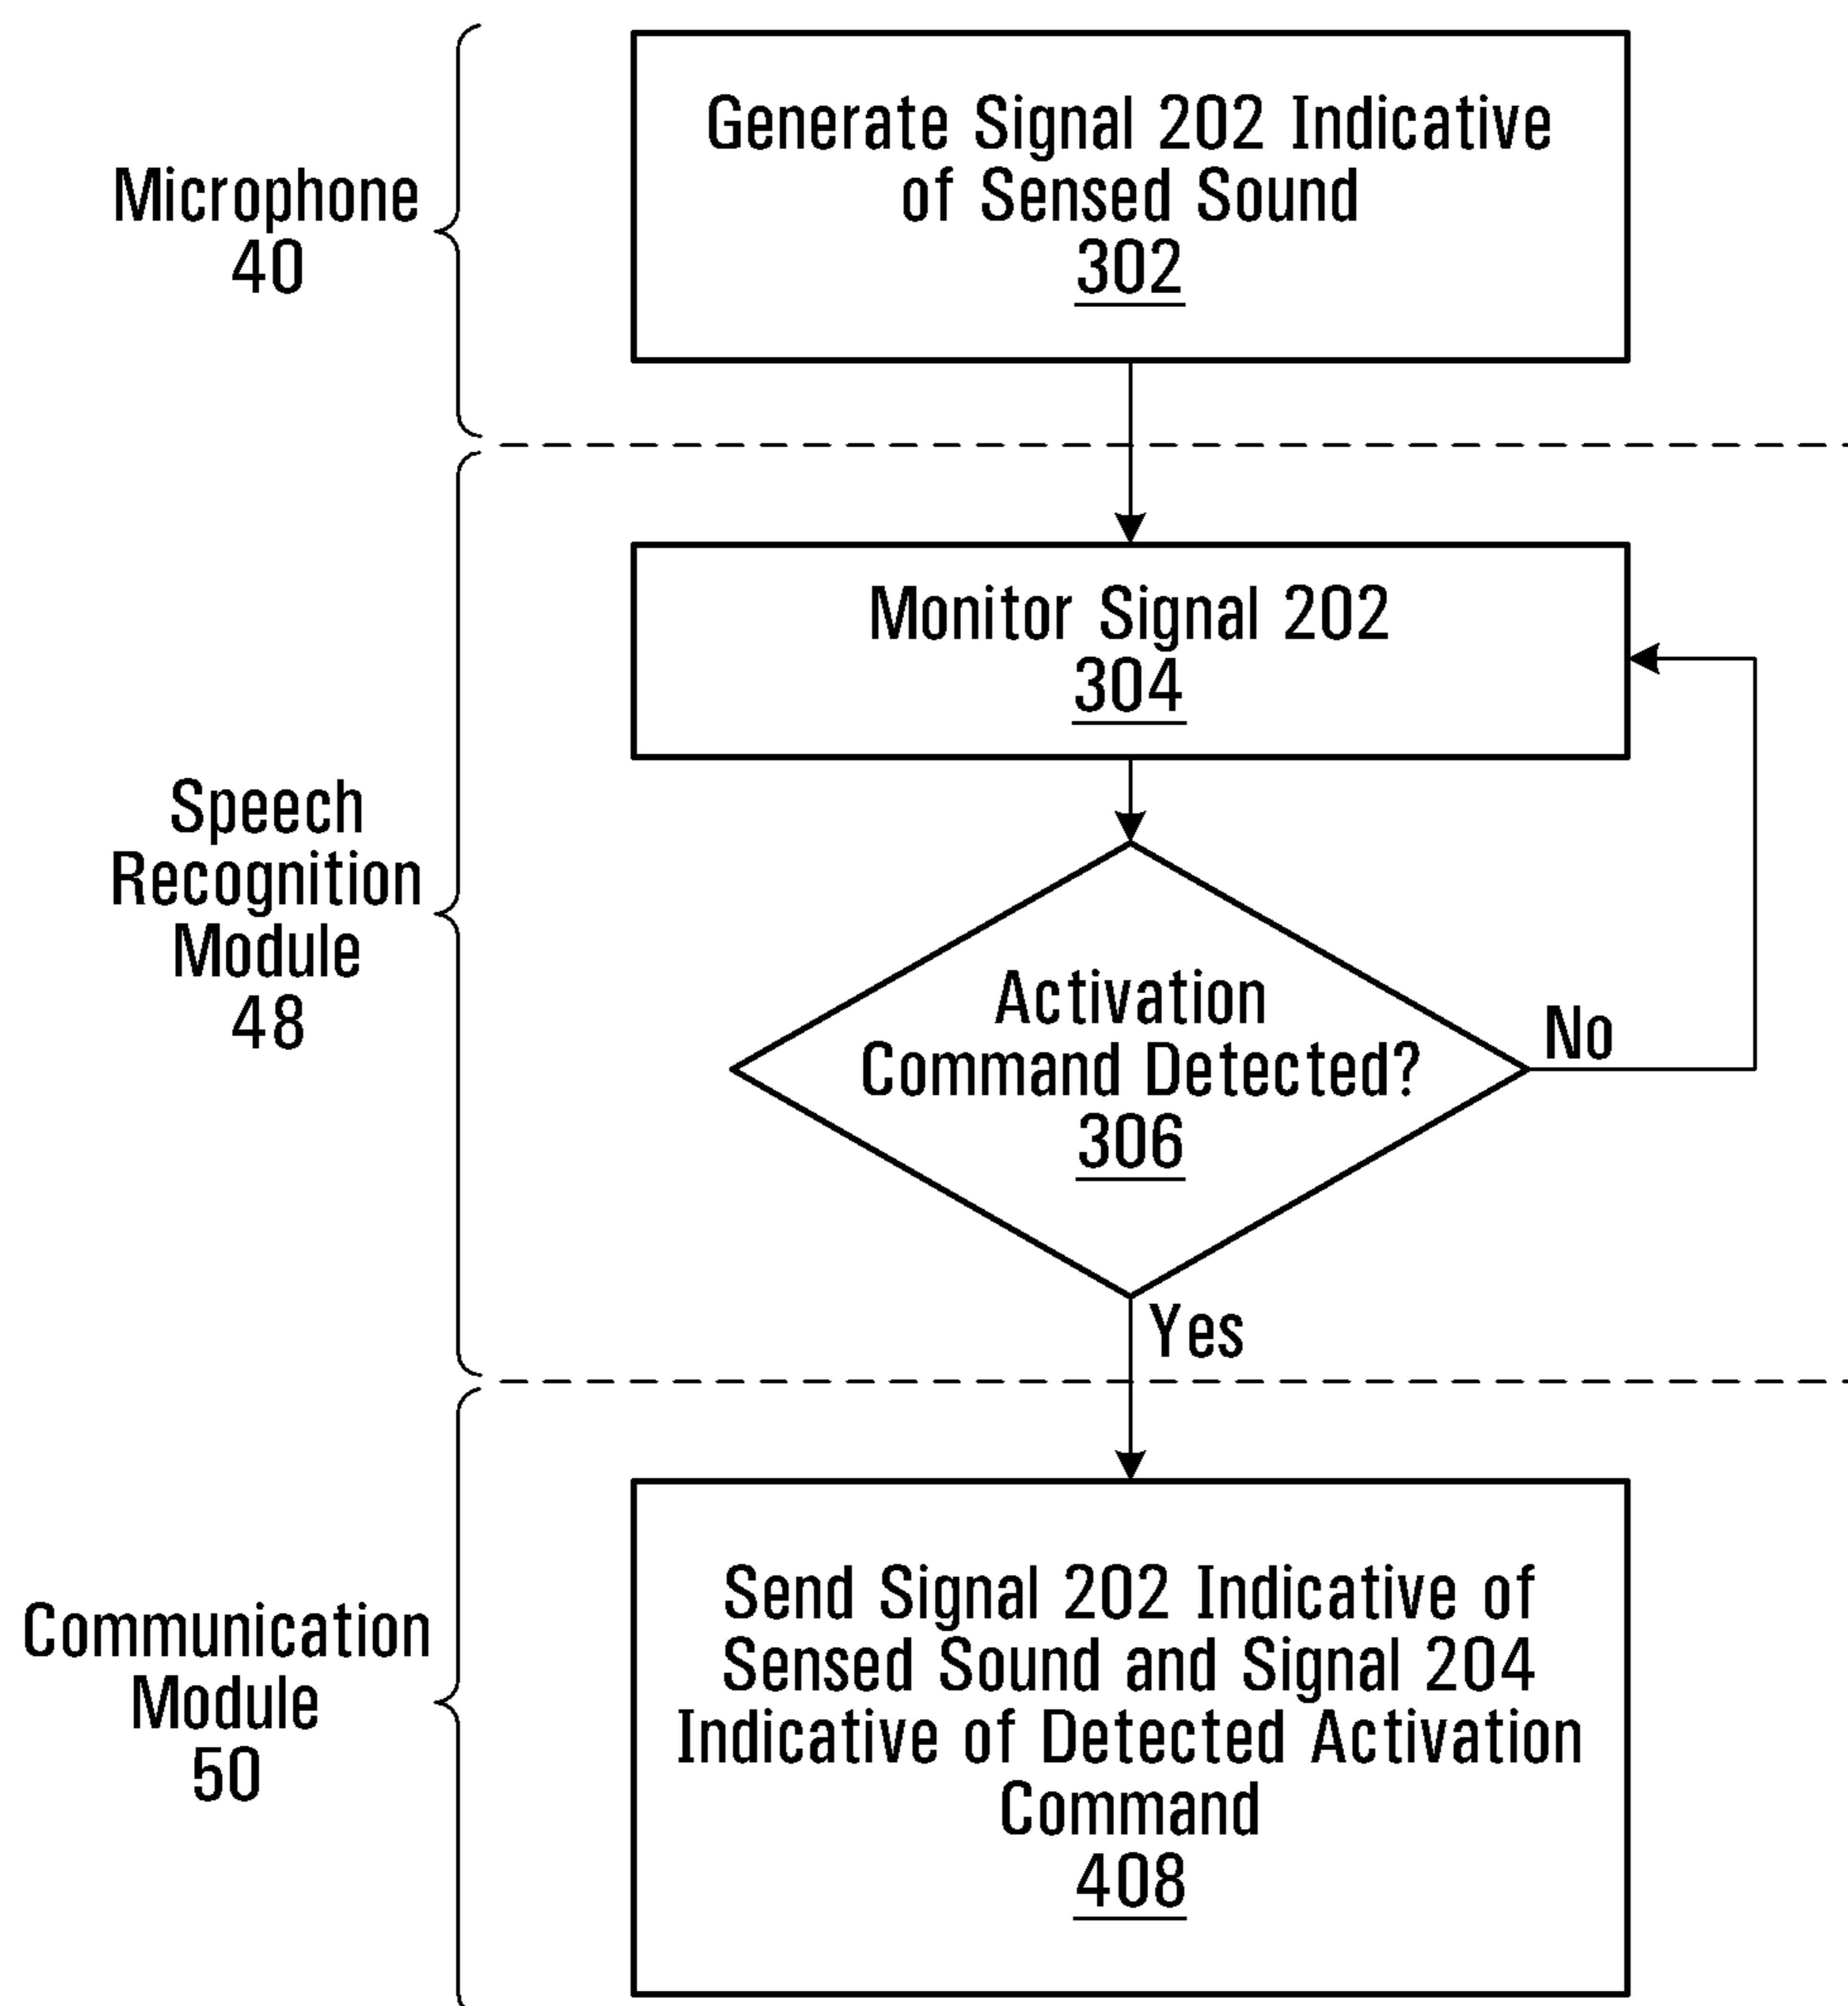 Microphone
40
Generate Signal 202 Indicative
of Sensed Sound
302
Speech
Recognition
Module
48
Monitor Signal 202
304
Activation
Command Detected?
306
No
Yes
Communication
Module
50
Send Signal 202 Indicative of
Sensed Sound and Signal 204
Indicative of Detected Activation
Command
408